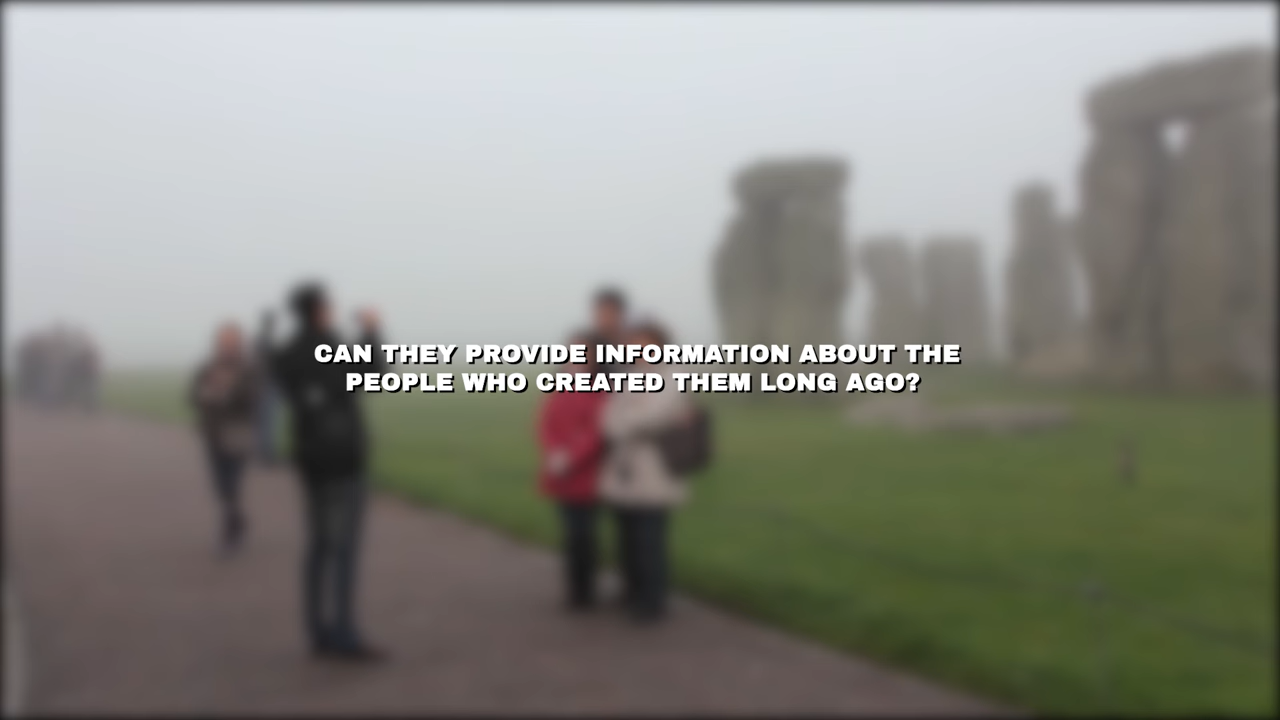 CAN THEY PROVIDE INFORMATION ABOUT THE
PEOPLE WHO CREATED THEM LONG AGO?